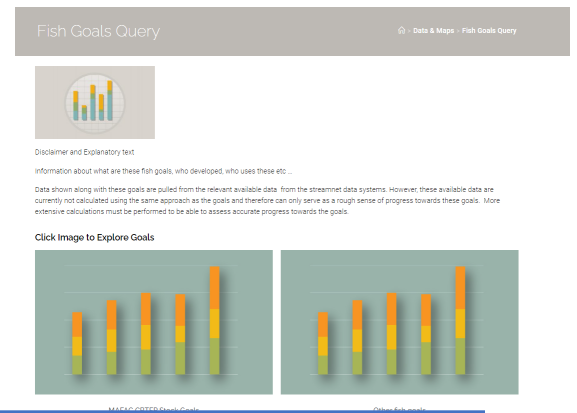 Fish Goals Query
> Data & Maps > Fish Goals Query
Disclaimer and Explanatory text
Information about what are these fish goals, who developed, who uses these etc ...
Data shown along with these goals are pulled from the relevant available data from the streamnet data systems. However, these available data are
currently not calculated using the same approach as the goals and therefore can only serve as a rough sense of progress towards these goals. More
extensive calculations must be performed to be able to assess accurate progress towards the goals.
Click Image to Explore Goals
MAFAC CBTFP Stock Goals
Other fish goals